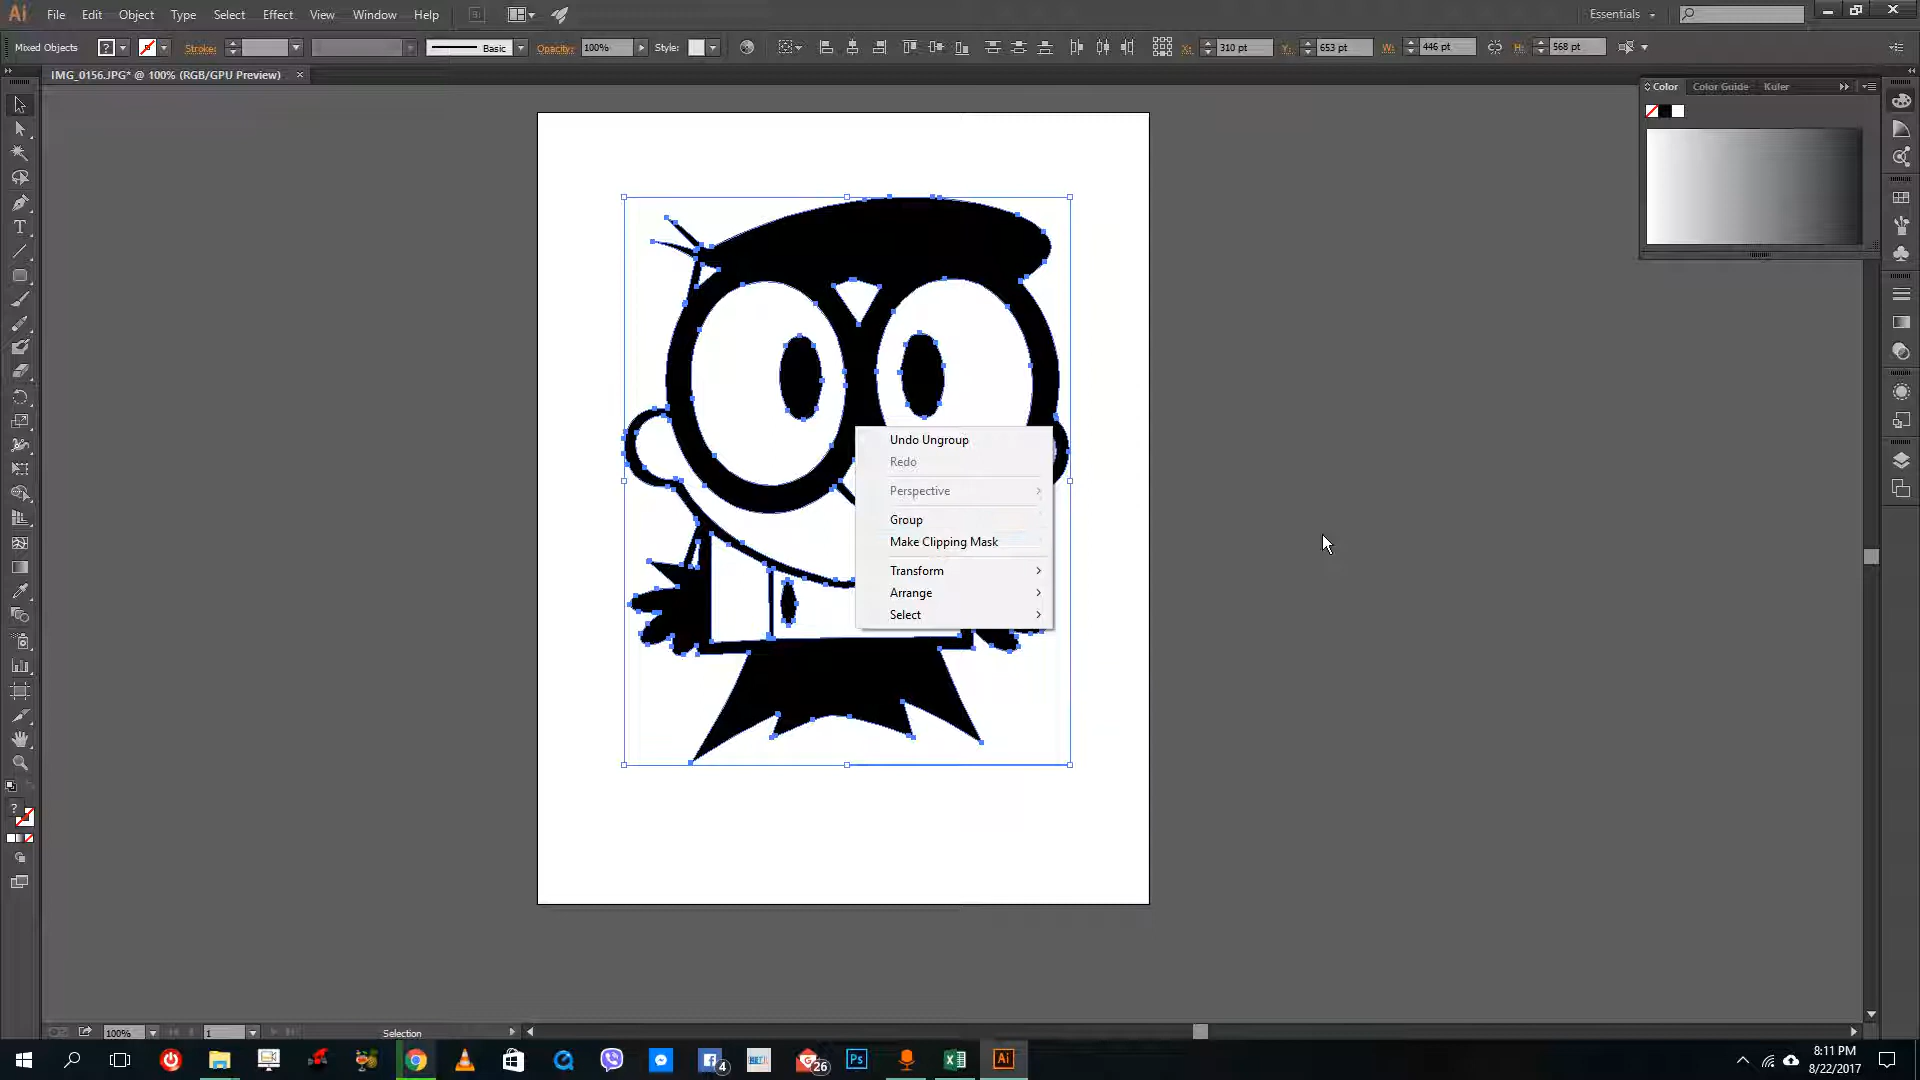 Ai File Edit Object Type Select Effect View Window Help Essentials
Mixed Objects ? Stroke: Basic Opacity: 100% Style: X: 310 pt Y: 653 pt W: 446 pt H: 568 pt
IMG_0156.JPG* @ 100% (RGB/GPU Preview) ×
Color Color Guide Kuler
T
Undo Ungroup
Redo
Perspective
Group
Make Clipping Mask
Transform
Arrange
Select
?
100% 1 Selection
4 26 Ps Ai
8:11 PM
8/22/2017